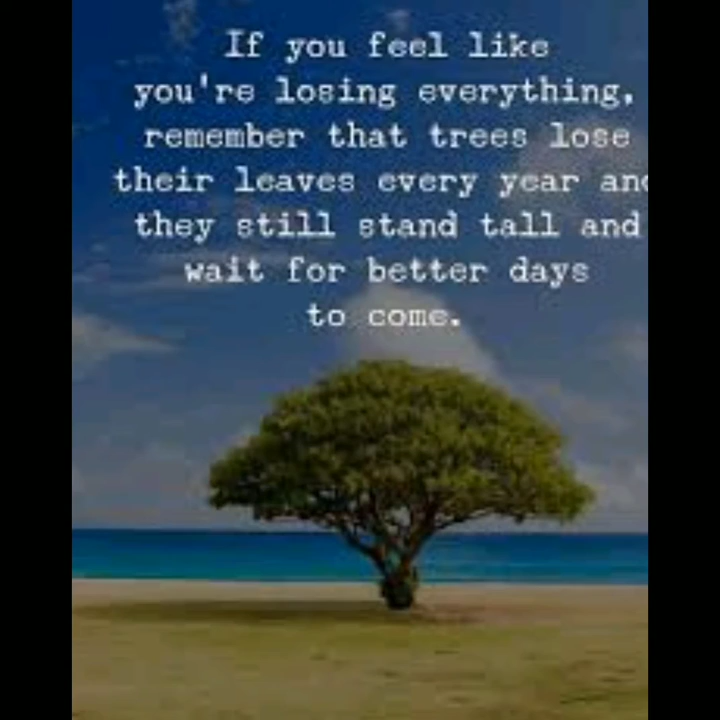 If you feel like
you're losing everything,
remember that trees lose
their leaves every year and
they still stand tall and
wait for better days
to come.